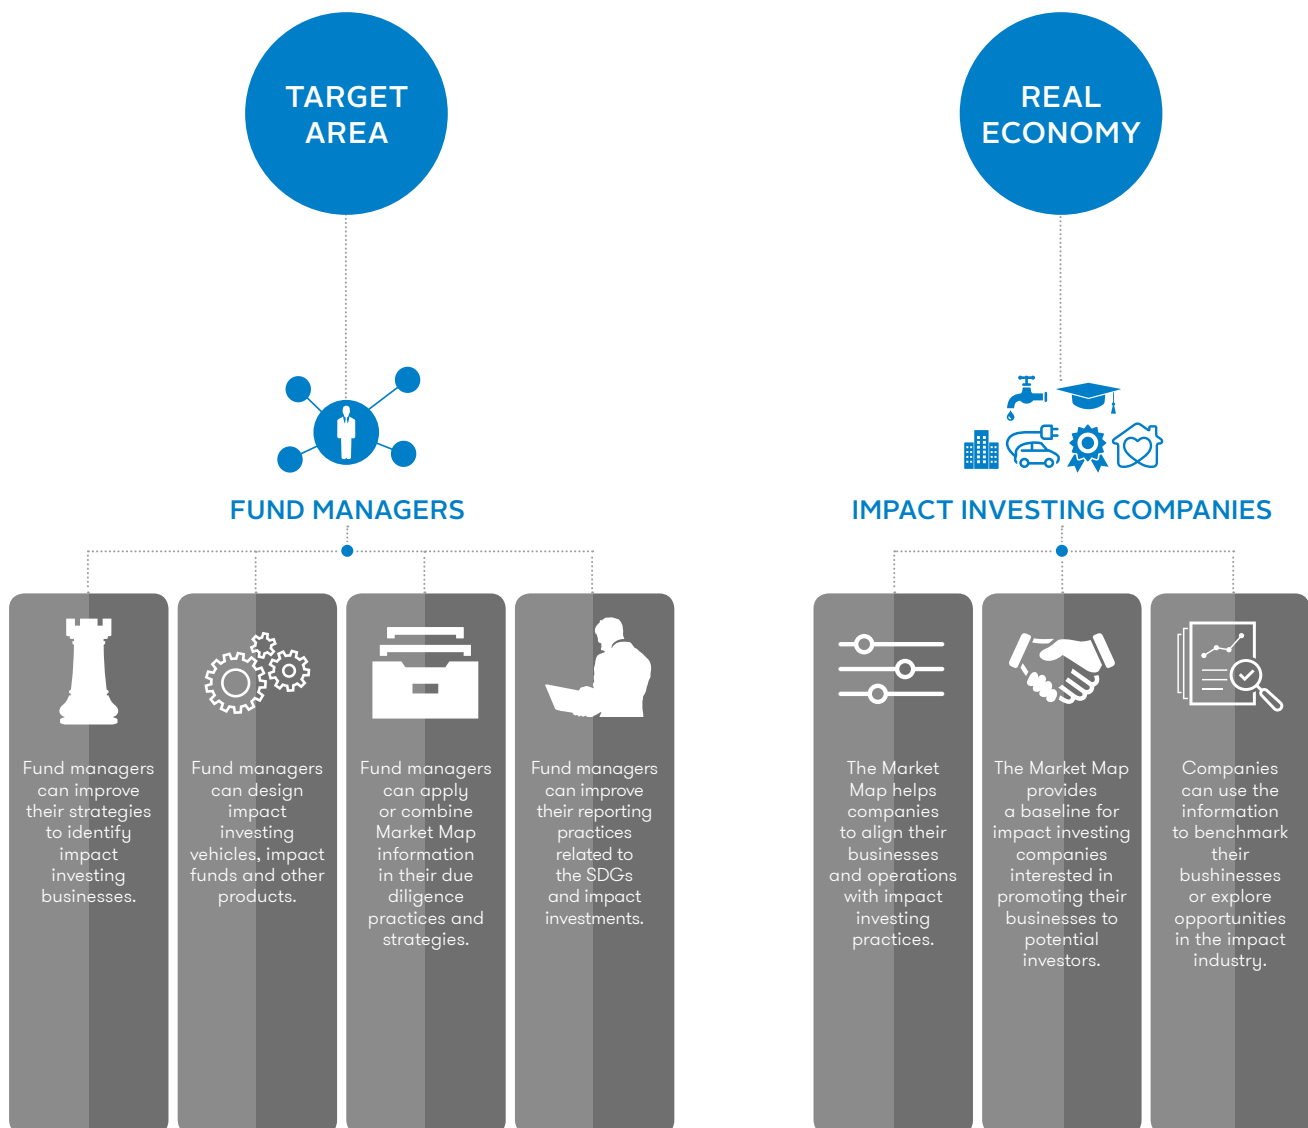 TARGET
AREA
FUND MANAGERS
Fund managers
can improve
their strategies
to identify
impact
investing
businesses.
Fund managers
can design
impact
investing
vehicles, impact
funds and other
products.
Fund managers
can apply
or combine
Market Map
information
in their due
diligence
practices and
strategies.
Fund managers
can improve
their reporting
practices
related to
the SDGs
and impact
investments.
REAL
ECONOMY
IMPACT INVESTING COMPANIES
The Market
Map helps
companies
to align their
businesses
and operations
with impact
investing
practices.
The Market Map
provides
a baseline for
impact investing
companies
interested in
promoting their
businesses to
potential
investors.
Companies
can use the
information
to benchmark
their
bushinesses
or explore
opportunities
in the impact
industry.